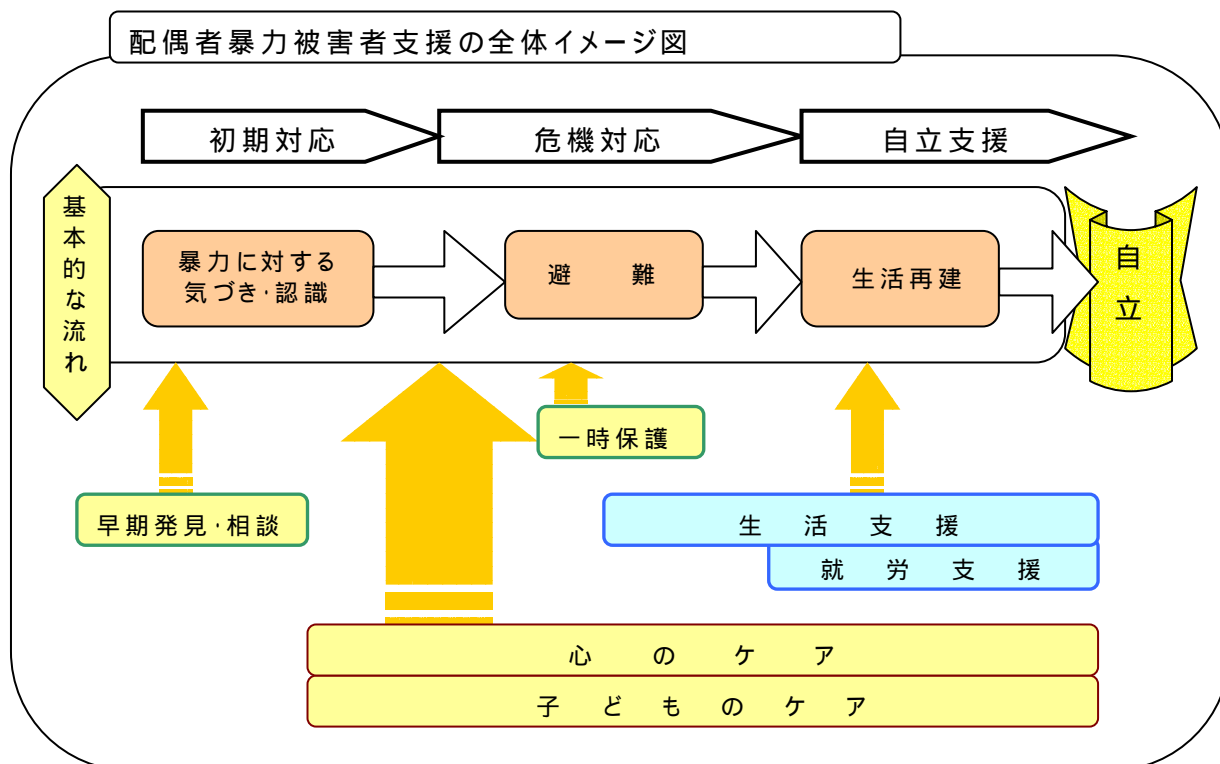 配偶者暴力被害者支援の全体イメージ図
初期対応
危機対応
自立支援
基本的な流れ
暴力に対する
気づき･認識
避難
生活再建
自立
一時保護
早期発見･相談
生活支援
就労支援
心のケア
子どものケア